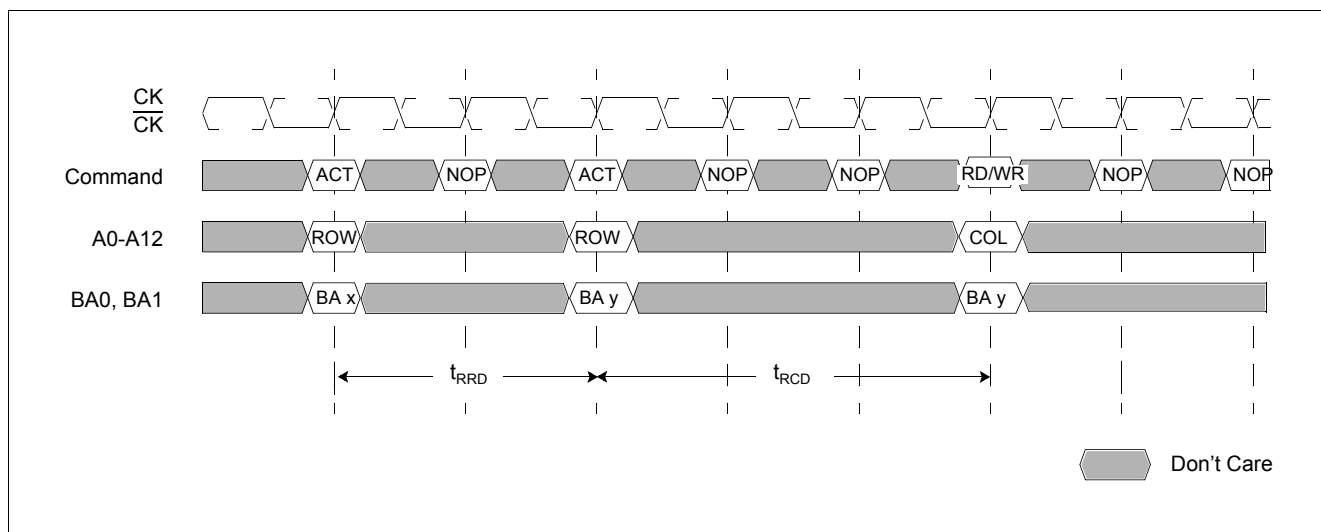 CK
CK
Command ACT NOP ACT NOP NOP RD/WR NOP NOP
A0-A12 ROW ROW COL
BA0, BA1 BA x BA y BA y
tRRD tRCD
Don't Care